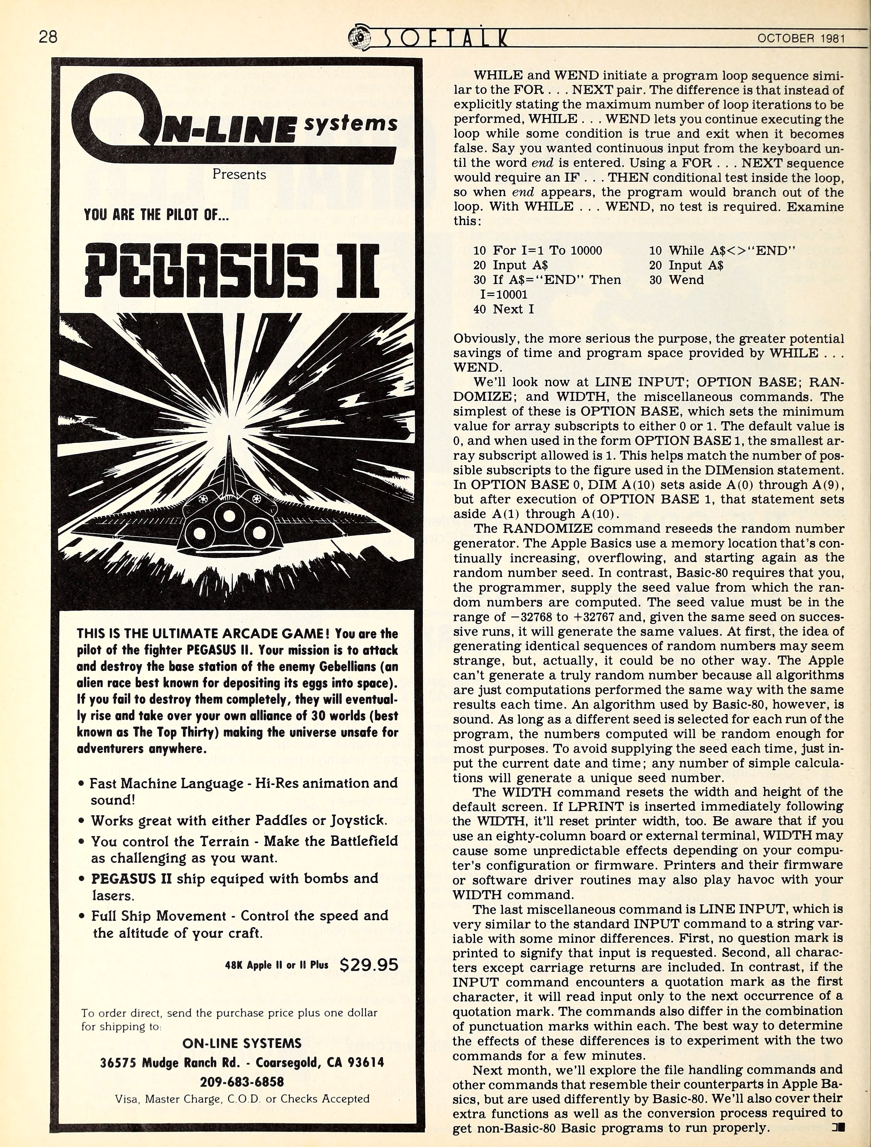 28
SOFTALK
OCTOBER 1981
ON-LINE systems
Presents
YOU ARE THE PILOT OF...
PEGASUS II
THIS IS THE ULTIMATE ARCADE GAME! You are the
pilot of the fighter PEGASUS II. Your mission is to attack
and destroy the base station of the enemy Gebellians (an
alien race best known for depositing its eggs into space).
If you fail to destroy them completely, they will eventual-
ly rise and take over your own alliance of 30 worlds (best
known as The Top Thirty) making the universe unsafe for
adventurers anywhere.
• Fast Machine Language - Hi-Res animation and
sound!
• Works great with either Paddles or Joystick.
• You control the Terrain - Make the Battlefield
as challenging as you want.
• PEGASUS II ship equiped with bombs and
lasers.
• Full Ship Movement - Control the speed and
the altitude of your craft.
48K Apple II or II Plus $29.95
To order direct, send the purchase price plus one dollar
for shipping to:
ON-LINE SYSTEMS
36575 Mudge Ranch Rd. - Coarsegold, CA 93614
209-683-6858
Visa, Master Charge, C.O.D. or Checks Accepted
WHILE and WEND initiate a program loop sequence simi-
lar to the FOR . . . NEXT pair. The difference is that instead of
explicitly stating the maximum number of loop iterations to be
performed, WHILE . . . WEND lets you continue executing the
loop while some condition is true and exit when it becomes
false. Say you wanted continuous input from the keyboard un-
til the word end is entered. Using a FOR . . . NEXT sequence
would require an IF . . . THEN conditional test inside the loop,
so when end appears, the program would branch out of the
loop. With WHILE . . . WEND, no test is required. Examine
this:
10 For I=1 To 10000
20 Input A$
30 If A$="END" Then
I=10001
40 Next I
10 While A$<>"END"
20 Input A$
30 Wend
Obviously, the more serious the purpose, the greater potential
savings of time and program space provided by WHILE . . .
WEND.
We'll look now at LINE INPUT; OPTION BASE; RAN-
DOMIZE; and WIDTH, the miscellaneous commands. The
simplest of these is OPTION BASE, which sets the minimum
value for array subscripts to either 0 or 1. The default value is
0, and when used in the form OPTION BASE 1, the smallest ar-
ray subscript allowed is 1. This helps match the number of pos-
sible subscripts to the figure used in the DIMension statement.
In OPTION BASE 0, DIM A(10) sets aside A(0) through A(9),
but after execution of OPTION BASE 1, that statement sets
aside A(1) through A(10).
The RANDOMIZE command reseeds the random number
generator. The Apple Basics use a memory location that's con-
tinually increasing, overflowing, and starting again as the
random number seed. In contrast, Basic-80 requires that you,
the programmer, supply the seed value from which the ran-
dom numbers are computed. The seed value must be in the
range of −32768 to +32767 and, given the same seed on succes-
sive runs, it will generate the same values. At first, the idea of
generating identical sequences of random numbers may seem
strange, but, actually, it could be no other way. The Apple
can't generate a truly random number because all algorithms
are just computations performed the same way with the same
results each time. An algorithm used by Basic-80, however, is
sound. As long as a different seed is selected for each run of the
program, the numbers computed will be random enough for
most purposes. To avoid supplying the seed each time, just in-
put the current date and time; any number of simple calcula-
tions will generate a unique seed number.
The WIDTH command resets the width and height of the
default screen. If LPRINT is inserted immediately following
the WIDTH, it'll reset printer width, too. Be aware that if you
use an eighty-column board or external terminal, WIDTH may
cause some unpredictable effects depending on your compu-
ter's configuration or firmware. Printers and their firmware
or software driver routines may also play havoc with your
WIDTH command.
The last miscellaneous command is LINE INPUT, which is
very similar to the standard INPUT command to a string var-
iable with some minor differences. First, no question mark is
printed to signify that input is requested. Second, all charac-
ters except carriage returns are included. In contrast, if the
INPUT command encounters a quotation mark as the first
character, it will read input only to the next occurrence of a
quotation mark. The commands also differ in the combination
of punctuation marks within each. The best way to determine
the effects of these differences is to experiment with the two
commands for a few minutes.
Next month, we'll explore the file handling commands and
other commands that resemble their counterparts in Apple Ba-
sics, but are used differently by Basic-80. We'll also cover their
extra functions as well as the conversion process required to
get non-Basic-80 Basic programs to run properly.